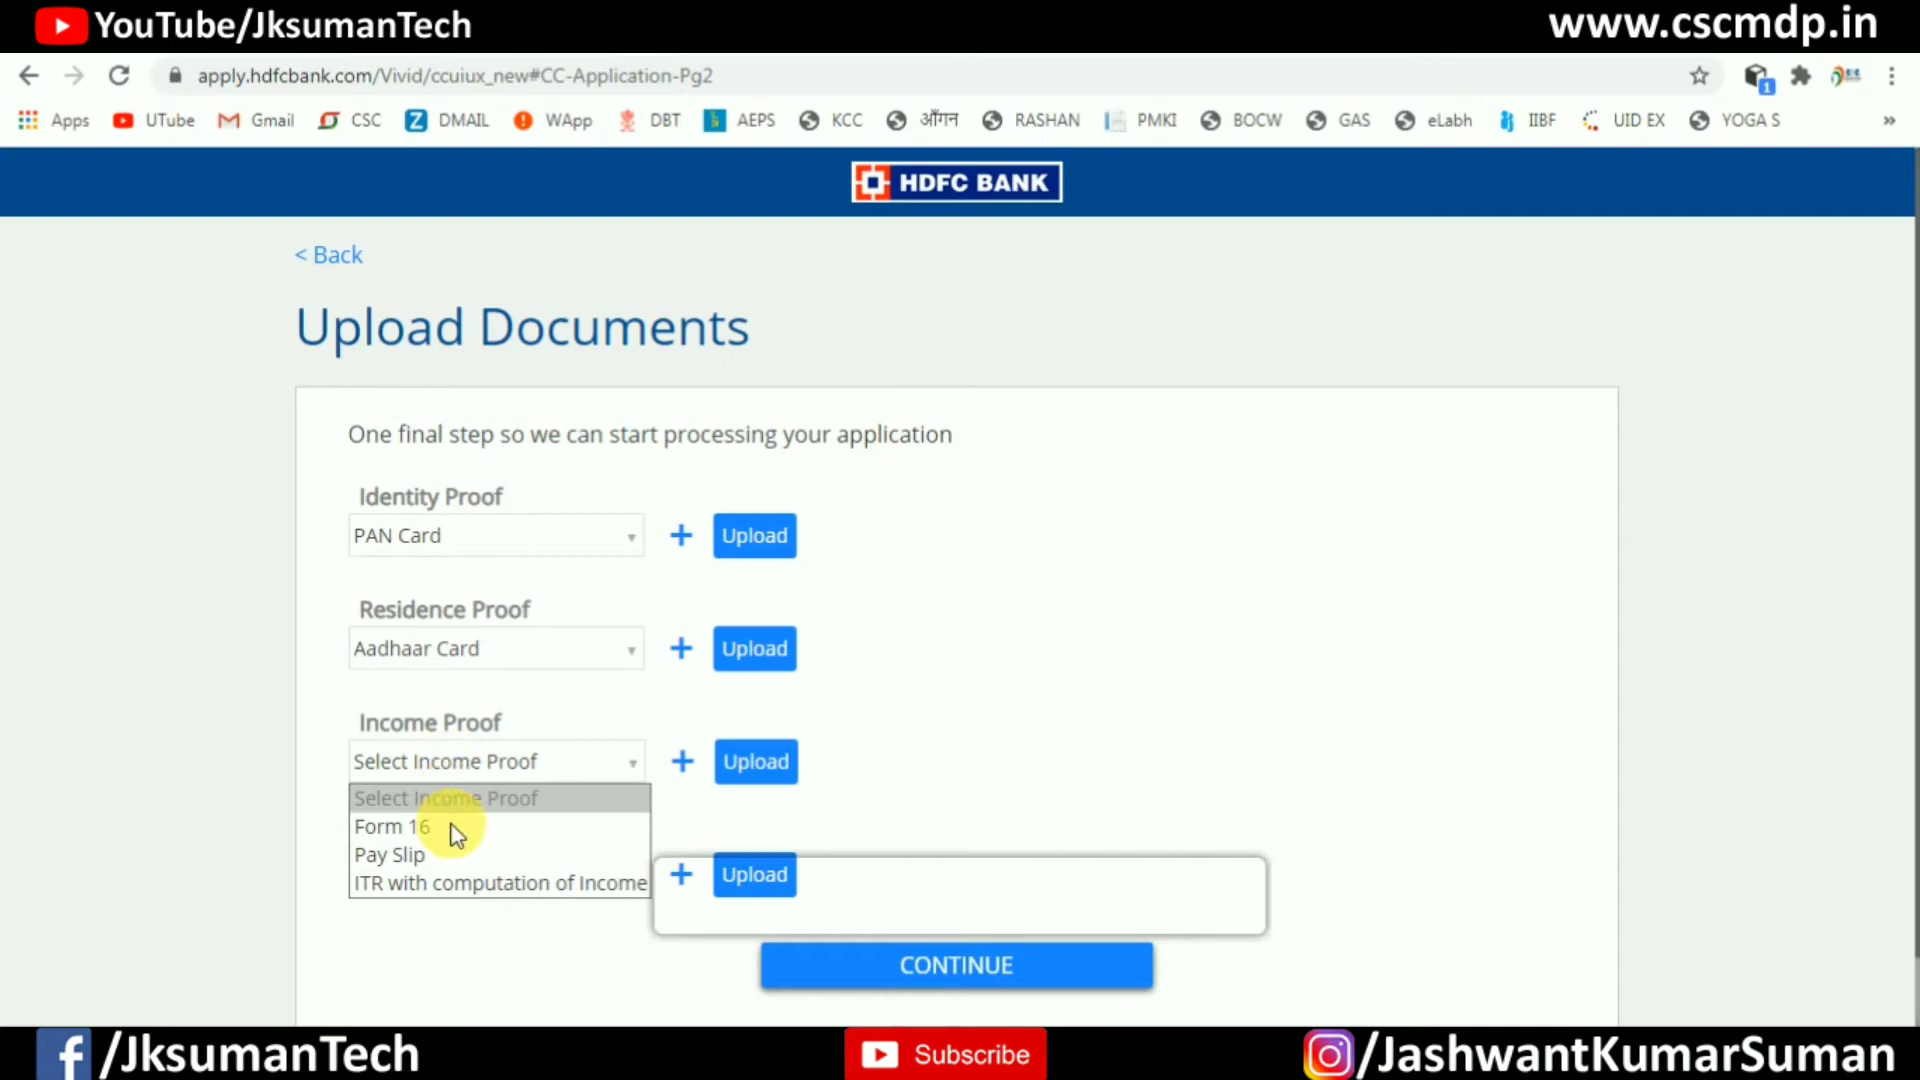 YouTube/JksumanTech
www.cscmdp.in
apply.hdfcbank.com/Vivid/ccuiux_new#CC-Application-Pg2
1
Apps UTube Gmail CSC DMAIL WApp DBT AEPS KCC आँगन RASHAN PMKI BOCW GAS eLabh IIBF UID EX YOGA S »
HDFC BANK
< Back
Upload Documents
One final step so we can start processing your application
Identity Proof
PAN Card + Upload
Residence Proof
Aadhaar Card + Upload
Income Proof
Select Income Proof + Upload
Select Income Proof
Form 16
Pay Slip
ITR with computation of Income
+ Upload
CONTINUE
f /JksumanTech
Subscribe
/JashwantKumarSuman